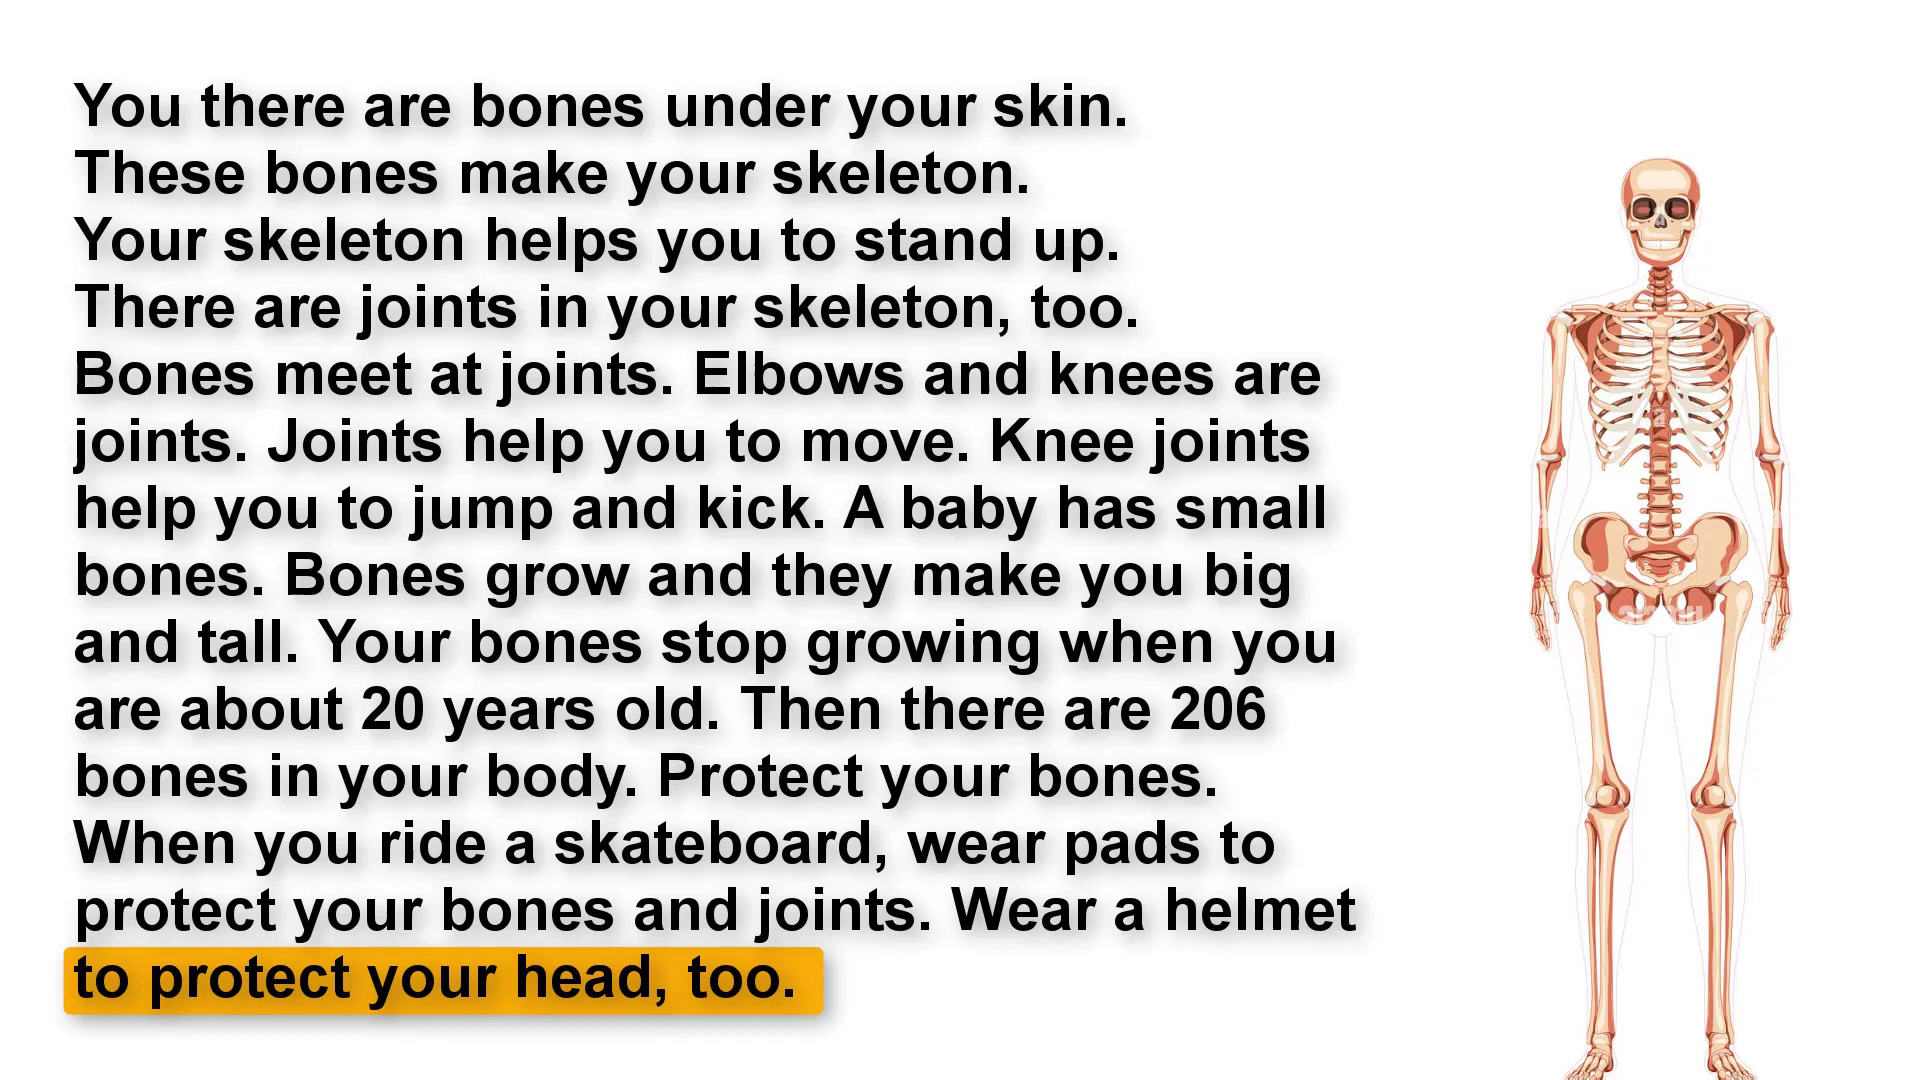 You there are bones under your skin.
These bones make your skeleton.
Your skeleton helps you to stand up.
There are joints in your skeleton, too.
Bones meet at joints. Elbows and knees are
joints. Joints help you to move. Knee joints
help you to jump and kick. A baby has small
bones. Bones grow and they make you big
and tall. Your bones stop growing when you
are about 20 years old. Then there are 206
bones in your body. Protect your bones.
When you ride a skateboard, wear pads to
protect your bones and joints. Wear a helmet
to protect your head, too.